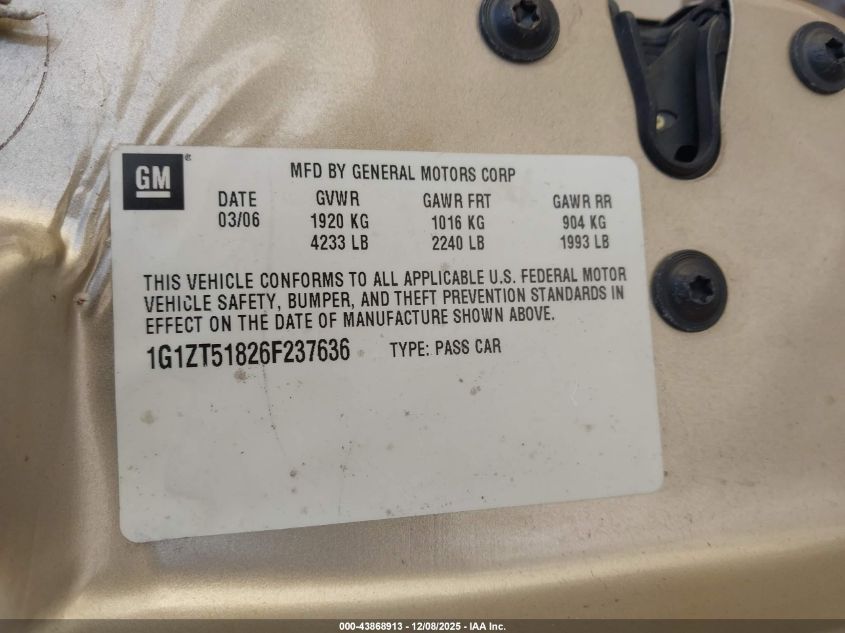 GM
MFD BY GENERAL MOTORS CORP
DATE GVWR GAWR FRT GAWR RR
03/06 1920 KG 1016 KG 904 KG
4233 LB 2240 LB 1993 LB
THIS VEHICLE CONFORMS TO ALL APPLICABLE U.S. FEDERAL MOTOR
VEHICLE SAFETY, BUMPER, AND THEFT PREVENTION STANDARDS IN
EFFECT ON THE DATE OF MANUFACTURE SHOWN ABOVE.
1G1ZT51826F237636 TYPE: PASS CAR
000-43868913 - 12/08/2025 - IAA Inc.